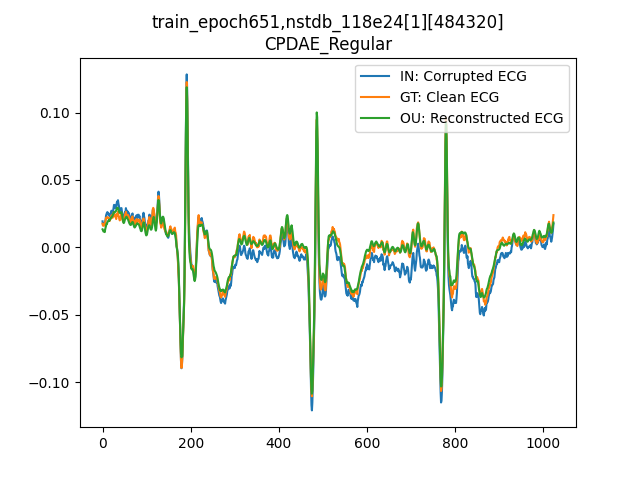 train_epoch651,nstdb_118e24[1][484320]
CPDAE_Regular
IN: Corrupted ECG
GT: Clean ECG
OU: Reconstructed ECG
0.10
0.05
0.00
−0.05
−0.10
0 200 400 600 800 1000